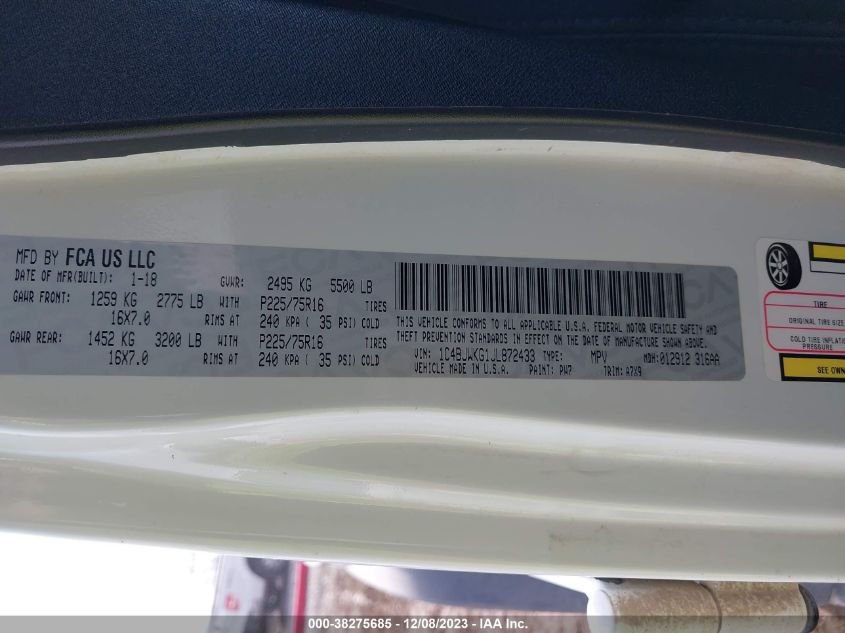 MFD BY FCA US LLC
DATE OF MFR(BUILT): 1-18 GVWR: 2495 KG 5500 LB
GAWR FRONT: 1259 KG 2775 LB WITH P225/75R16 TIRES
16X7.0 RIMS AT 240 KPA ( 35 PSI) COLD
GAWR REAR: 1452 KG 3200 LB WITH P225/75R16 TIRES
16X7.0 RIMS AT 240 KPA ( 35 PSI) COLD
THIS VEHICLE CONFORMS TO ALL APPLICABLE U.S.A. FEDERAL MOTOR VEHICLE SAFETY AND
THEFT PREVENTION STANDARDS IN EFFECT ON THE DATE OF MANUFACTURE SHOWN ABOVE.
VIN: 1C4BJWKG1JL872433 TYPE: MPV MDH:012912 316AA
VEHICLE MADE IN U.S.A. PAINT: PW7 TRIM: A7X9
TIRE
ORIGINAL TIRE SIZE
COLD TIRE INFLATI
PRESSURE
SEE OWN
000-38275685 - 12/08/2023 - IAAI.com.